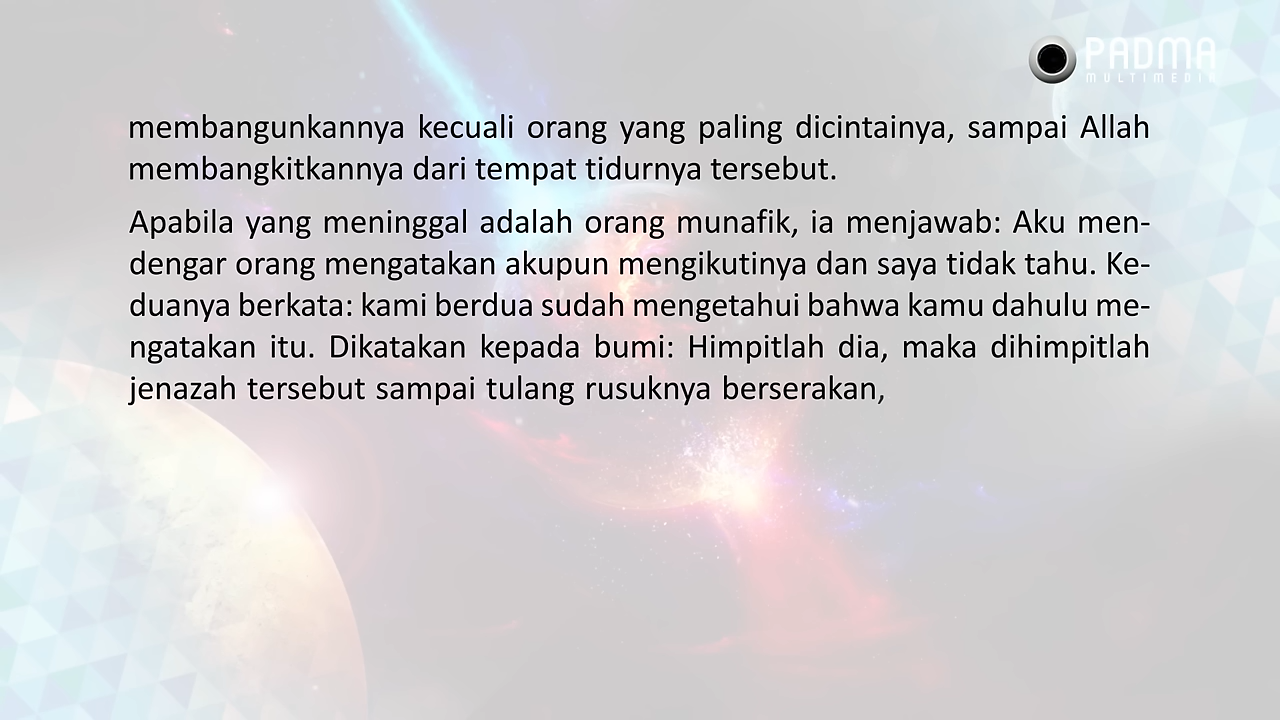 PADMA
MULTIMEDIA
membangunkannya kecuali orang yang paling dicintainya, sampai Allah
membangkitkannya dari tempat tidurnya tersebut.
Apabila yang meninggal adalah orang munafik, ia menjawab: Aku men-
dengar orang mengatakan akupun mengikutinya dan saya tidak tahu. Ke-
duanya berkata: kami berdua sudah mengetahui bahwa kamu dahulu me-
ngatakan itu. Dikatakan kepada bumi: Himpitlah dia, maka dihimpitlah
jenazah tersebut sampai tulang rusuknya berserakan,